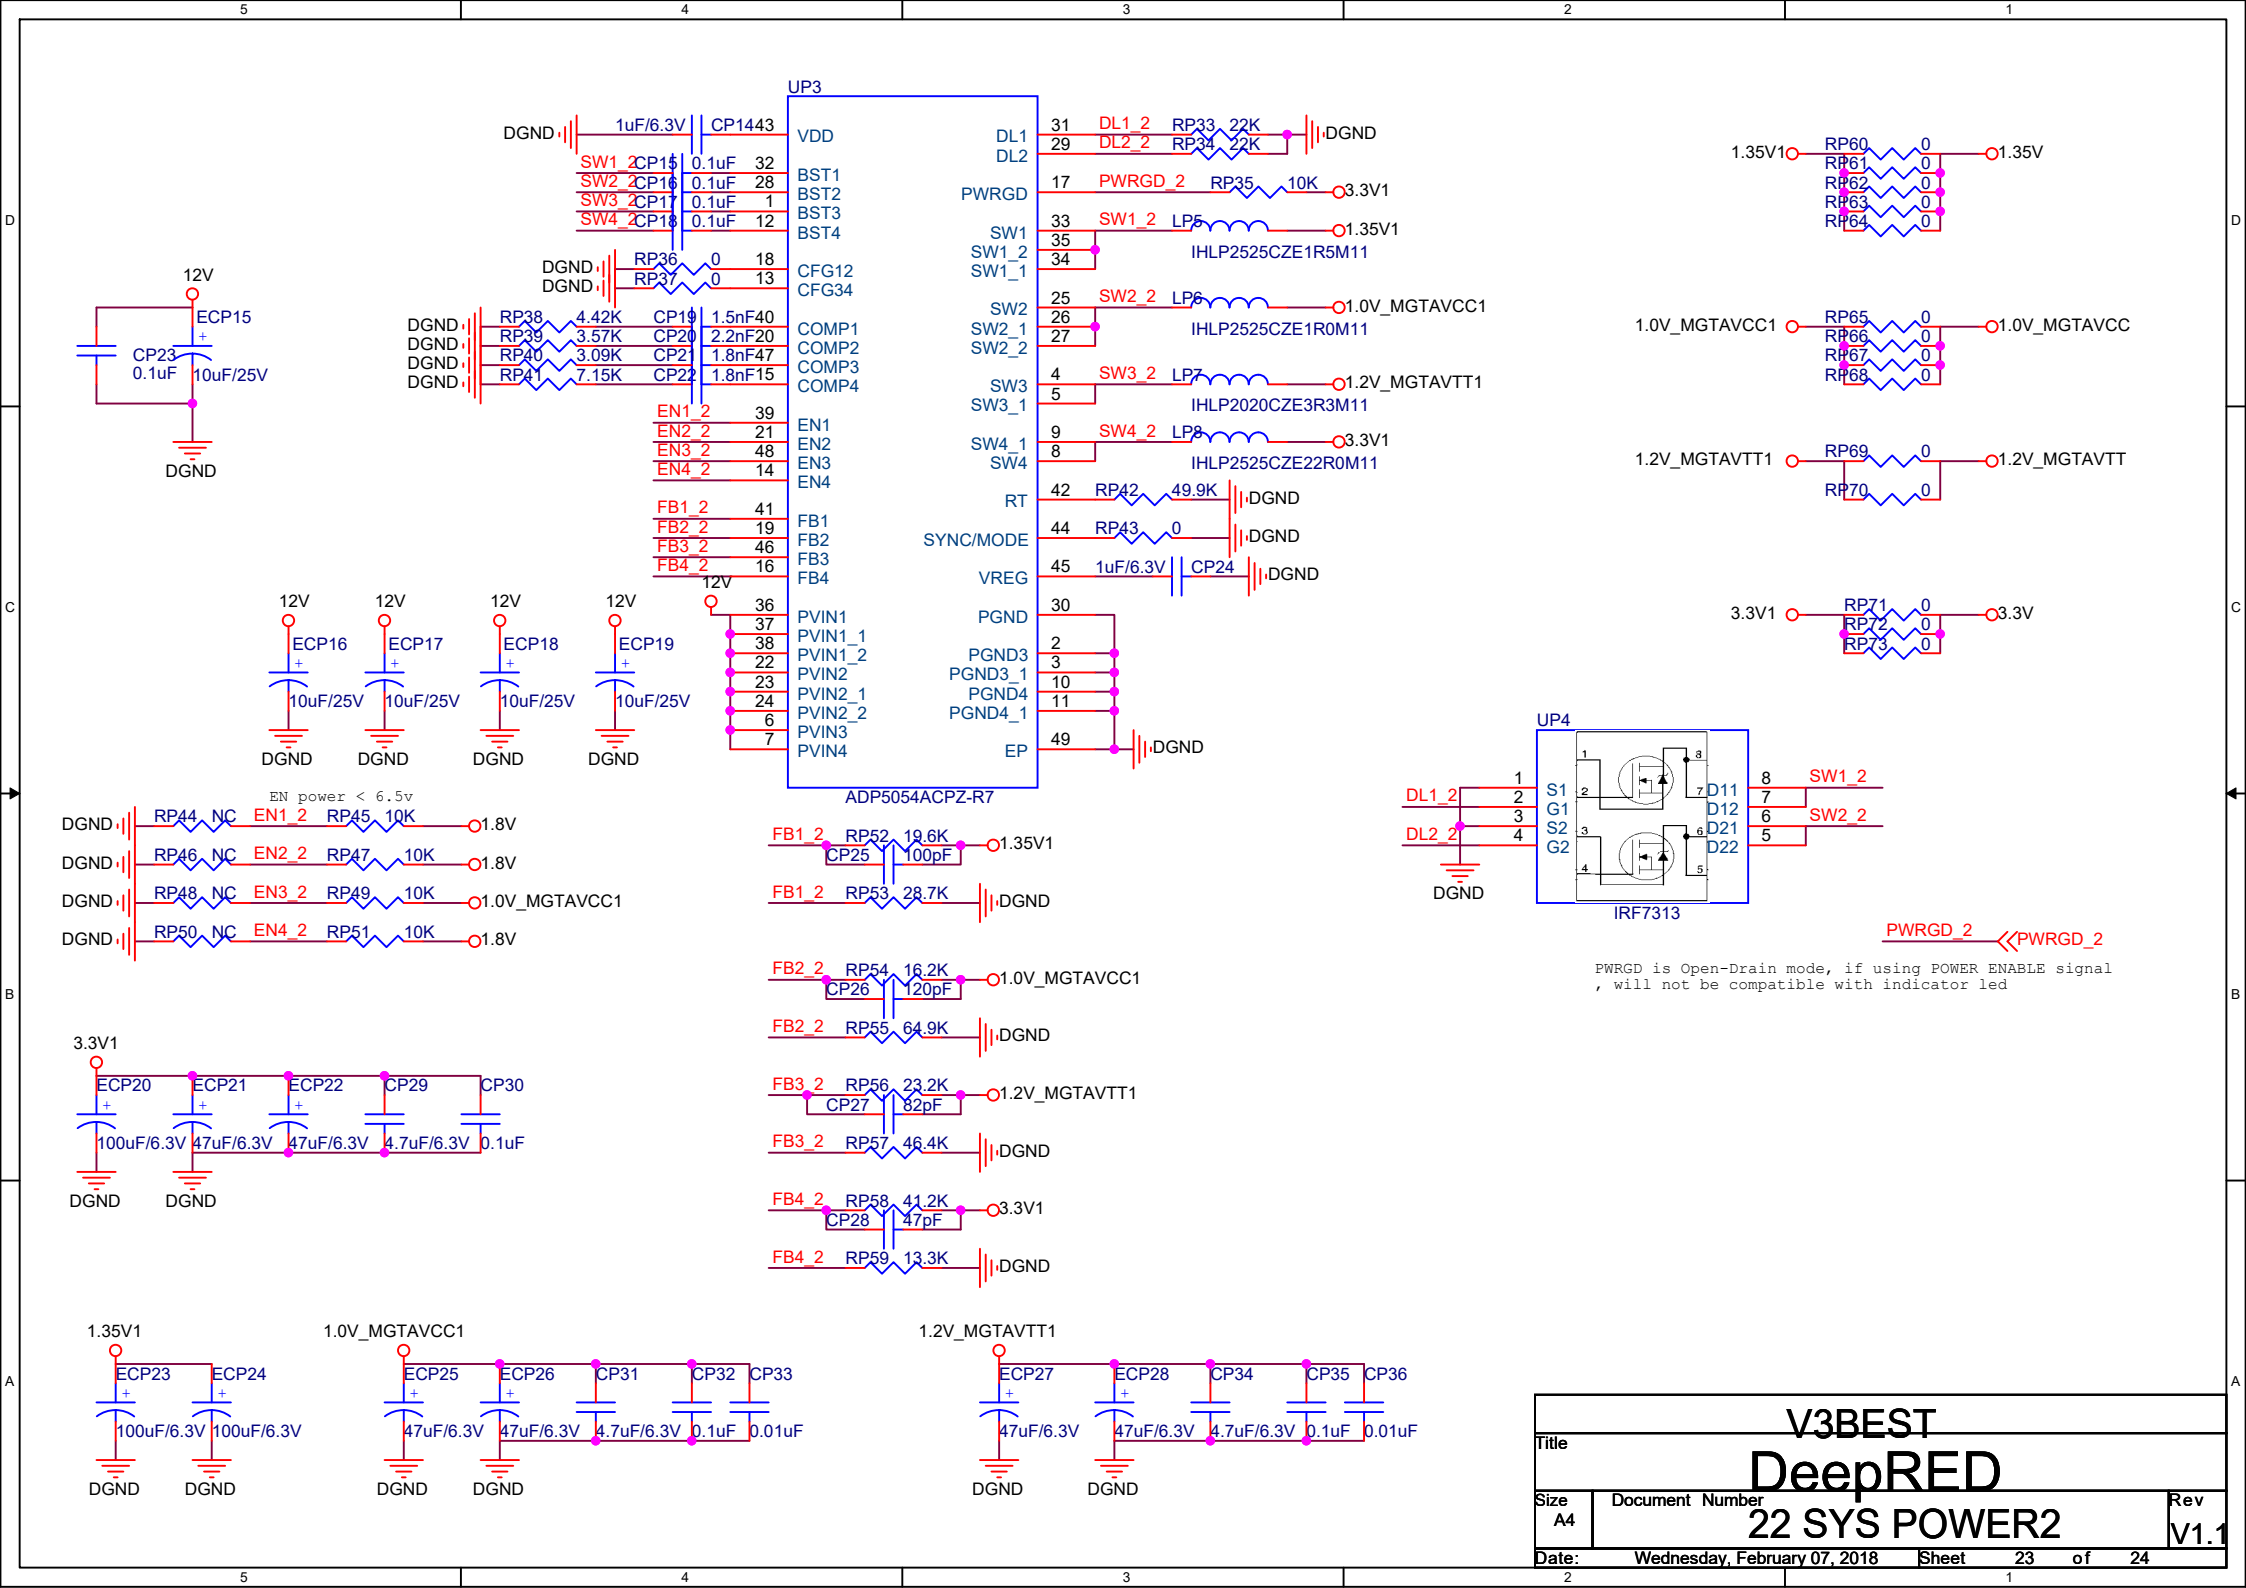 5 4 3 2 1
D
C
B
A
D
C
B
A
UP3
DGND 1uF/6.3V CP14 43 VDD
SW1_2 CP15 0.1uF 32 BST1
SW2_2 CP16 0.1uF 28 BST2
SW3_2 CP17 0.1uF 1 BST3
SW4_2 CP18 0.1uF 12 BST4
DGND RP36 0 18 CFG12
DGND RP37 0 13 CFG34
DGND RP38 4.42K CP19 1.5nF 40 COMP1
DGND RP39 3.57K CP20 2.2nF 20 COMP2
DGND RP40 3.09K CP21 1.8nF 47 COMP3
DGND RP41 7.15K CP22 1.8nF 15 COMP4
EN1_2 39 EN1
EN2_2 21 EN2
EN3_2 48 EN3
EN4_2 14 EN4
FB1_2 41 FB1
FB2_2 19 FB2
FB3_2 46 FB3
FB4_2 16 FB4
12V
36 PVIN1
37 PVIN1_1
38 PVIN1_2
22 PVIN2
23 PVIN2_1
24 PVIN2_2
6 PVIN3
7 PVIN4
DL1 31 DL1_2 RP33 22K DGND
DL2 29 DL2_2 RP34 22K
PWRGD 17 PWRGD_2 RP35 10K 3.3V1
SW1 33 SW1_2 LP5 1.35V1
SW1_2 35 IHLP2525CZE1R5M11
SW1_1 34
SW2 25 SW2_2 LP6 1.0V_MGTAVCC1
SW2_1 26 IHLP2525CZE1R0M11
SW2_2 27
SW3 4 SW3_2 LP7 1.2V_MGTAVTT1
SW3_1 5 IHLP2020CZE3R3M11
SW4_1 9 SW4_2 LP8 3.3V1
SW4 8 IHLP2525CZE22R0M11
RT 42 RP42 49.9K DGND
SYNC/MODE 44 RP43 0 DGND
VREG 45 1uF/6.3V CP24 DGND
PGND 30
PGND3 2
PGND3_1 3
PGND4 10
PGND4_1 11
EP 49 DGND
ADP5054ACPZ-R7
12V
ECP15
+
CP23
0.1uF 10uF/25V
DGND
12V 12V 12V 12V
ECP16 ECP17 ECP18 ECP19
+ + + +
10uF/25V 10uF/25V 10uF/25V 10uF/25V
DGND DGND DGND DGND
EN power < 6.5v
DGND RP44 NC EN1_2 RP45 10K 1.8V
DGND RP46 NC EN2_2 RP47 10K 1.8V
DGND RP48 NC EN3_2 RP49 10K 1.0V_MGTAVCC1
DGND RP50 NC EN4_2 RP51 10K 1.8V
FB1_2 RP52 19.6K 1.35V1
CP25 100pF
FB1_2 RP53 28.7K DGND
FB2_2 RP54 16.2K 1.0V_MGTAVCC1
CP26 120pF
FB2_2 RP55 64.9K DGND
FB3_2 RP56 23.2K 1.2V_MGTAVTT1
CP27 82pF
FB3_2 RP57 46.4K DGND
FB4_2 RP58 41.2K 3.3V1
CP28 47pF
FB4_2 RP59 13.3K DGND
3.3V1
ECP20 ECP21 ECP22 CP29 CP30
+ + +
100uF/6.3V 47uF/6.3V 47uF/6.3V 4.7uF/6.3V 0.1uF
DGND DGND
1.35V1
ECP23 ECP24
+ +
100uF/6.3V 100uF/6.3V
DGND DGND
1.0V_MGTAVCC1
ECP25 ECP26 CP31 CP32 CP33
+ +
47uF/6.3V 47uF/6.3V 4.7uF/6.3V 0.1uF 0.01uF
DGND DGND
1.2V_MGTAVTT1
ECP27 ECP28 CP34 CP35 CP36
+ +
47uF/6.3V 47uF/6.3V 4.7uF/6.3V 0.1uF 0.01uF
DGND DGND
1.35V1 RP60 0 1.35V
RP61 0
RP62 0
RP63 0
RP64 0
1.0V_MGTAVCC1 RP65 0 1.0V_MGTAVCC
RP66 0
RP67 0
RP68 0
1.2V_MGTAVTT1 RP69 0 1.2V_MGTAVTT
RP70 0
3.3V1 RP71 0 3.3V
RP72 0
RP73 0
UP4
1 S1 1 8 D11 8 SW1_2
DL1_2 2 G1 2 7 D12 7
3 S2 3 6 D21 6 SW2_2
DL2_2 4 G2 4 5 D22 5
DGND
IRF7313
PWRGD_2 PWRGD_2
PWRGD is Open-Drain mode, if using POWER ENABLE signal
, will not be compatible with indicator led
V3BEST
Title
DeepRED
Size Document Number Rev
A4 22 SYS POWER2 V1.1
Date: Wednesday, February 07, 2018 Sheet 23 of 24
5 4 3 2 1